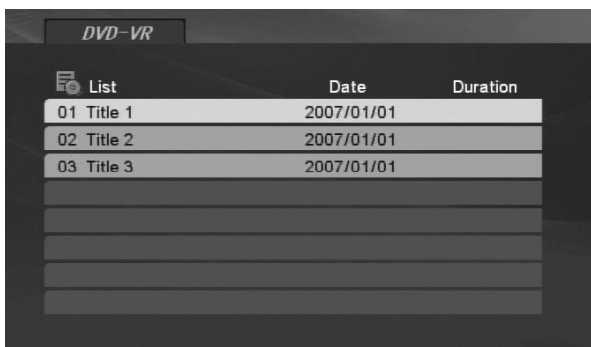 DVD-VR
List Date Duration
01 Title 1 2007/01/01
02 Title 2 2007/01/01
03 Title 3 2007/01/01